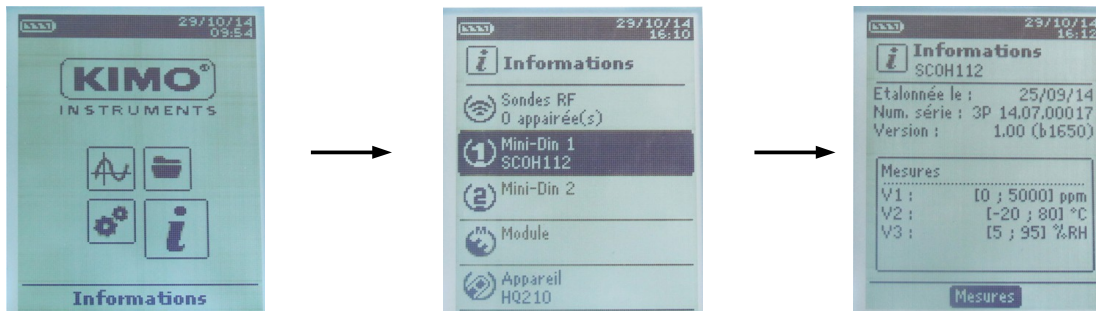 29/10/14
09:54
KIMO®
INSTRUMENTS
Informations
29/10/14
16:10
i Informations
Sondes RF
0 appairée(s)
1 Mini-Din 1
SCOH112
2 Mini-Din 2
M Module
Appareil
HQ210
29/10/14
16:12
i Informations
SCOH112
Etalonnée le : 25/09/14
Num. série : 3P 14.07.00017
Version : 1.00 (b1650)
Mesures
V1 : [0 ; 5000] ppm
V2 : [-20 ; 80] °C
V3 : [5 ; 95] %RH
Mesures